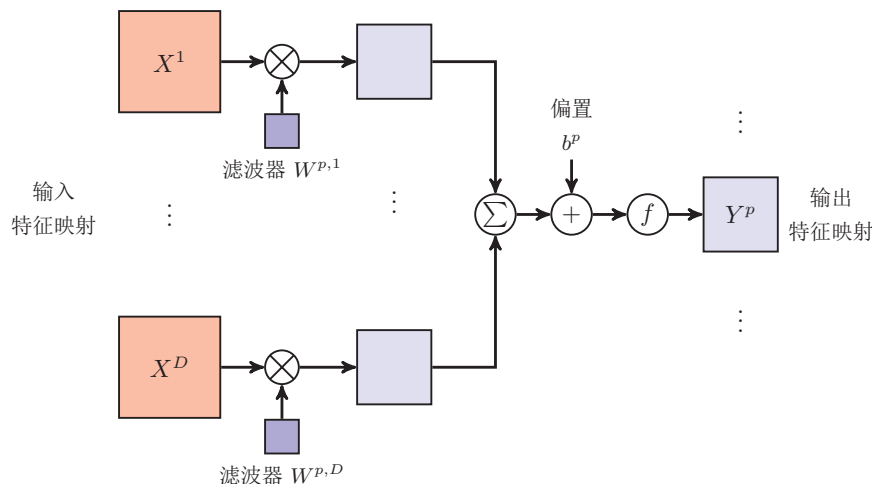 X^1
滤波器 W^{p,1}
输入
特征映射
⋮
⋮
X^D
滤波器 W^{p,D}
∑
偏置
b^p
+
f
⋮
Y^p
输出
特征映射
⋮